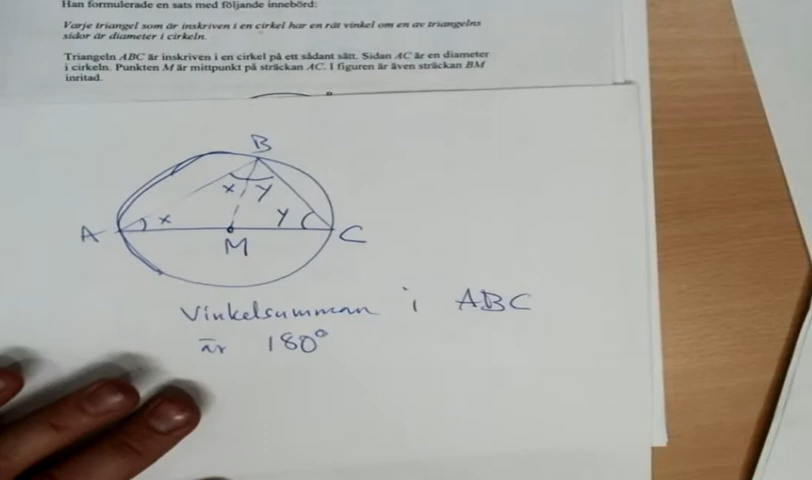 Han formulerade en sats med följande innebörd:
Varje triangel som är inskriven i en cirkel har en rät vinkel om en av triangelns
sidor är diameter i cirkeln.
Triangeln ABC är inskriven i en cirkel på ett sådant sätt. Sidan AC är en diameter
i cirkeln. Punkten M är mittpunkt på sträckan AC. I figuren är även sträckan BM
inritad.
B
x y
A x y C
M
Vinkelsumman i ABC
är 180°